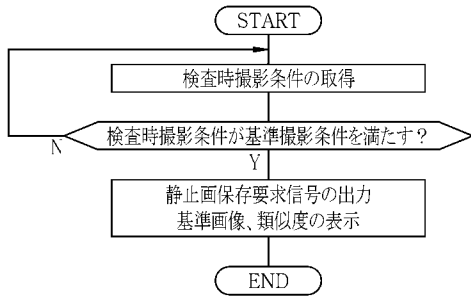 START
検査時撮影条件の取得
検査時撮影条件が基準撮影条件を満たす？
N
Y
静止画保存要求信号の出力
基準画像、類似度の表示
END